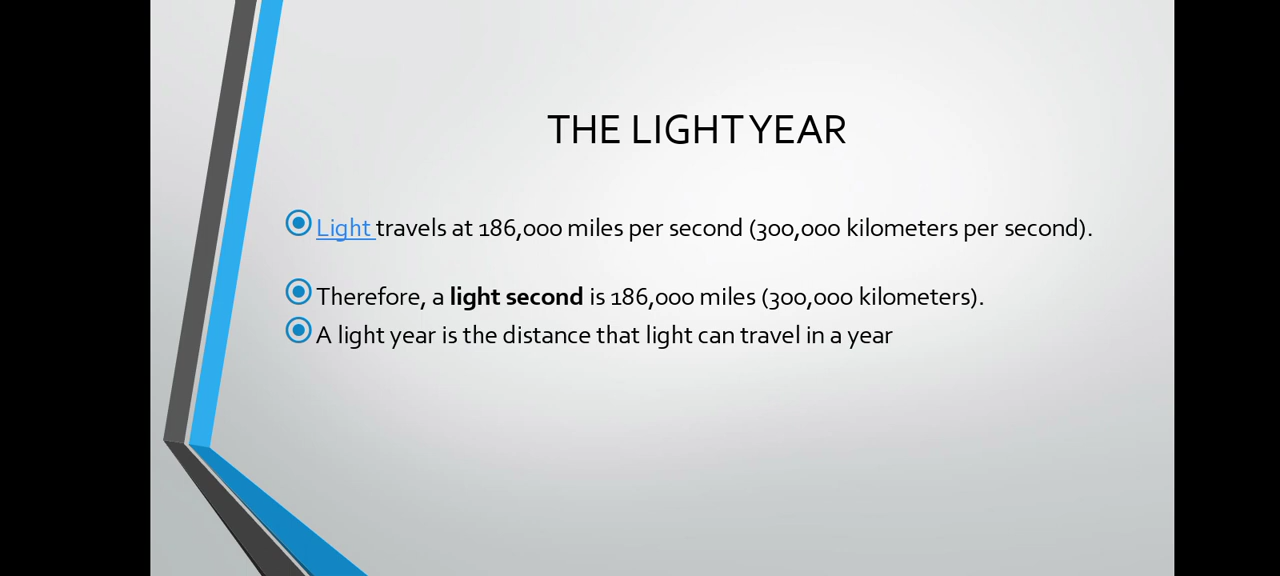 THE LIGHT YEAR
Light travels at 186,000 miles per second (300,000 kilometers per second).
Therefore, a light second is 186,000 miles (300,000 kilometers).
A light year is the distance that light can travel in a year